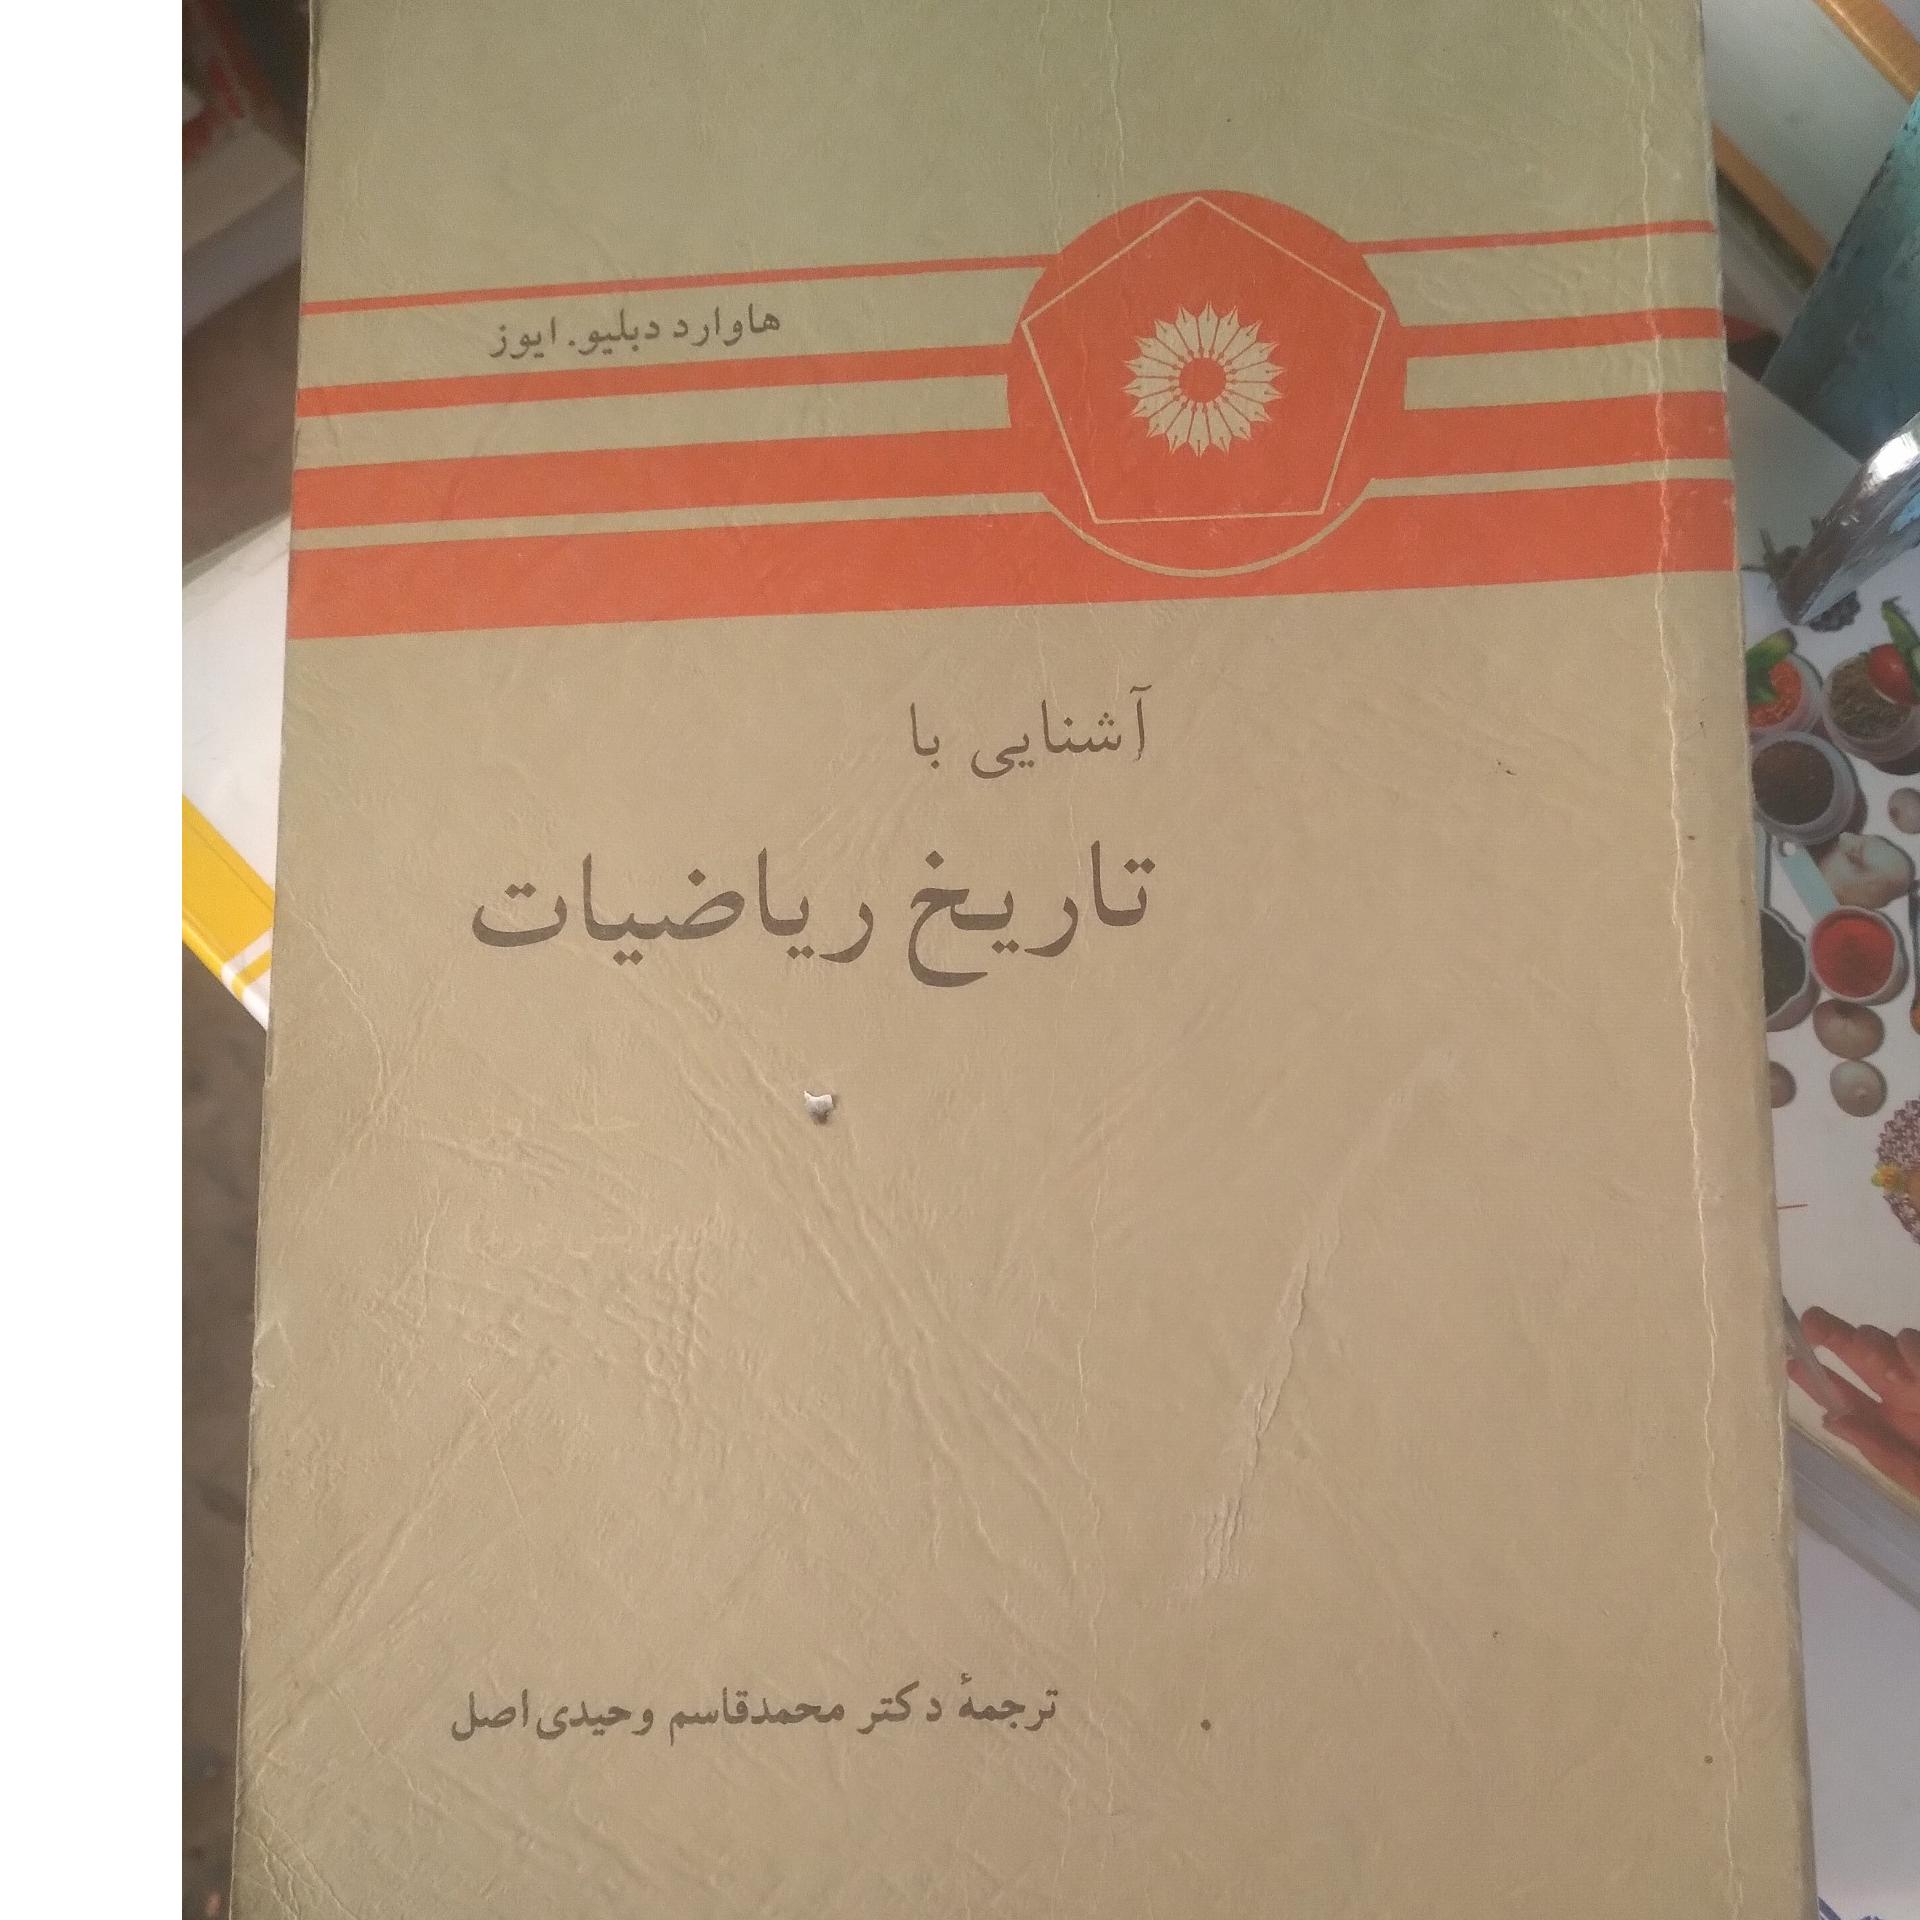 هاوارد دبلیو. ایوز
آشنایی با
تاریخ ریاضیات
ترجمهٔ دکتر محمدقاسم وحیدی اصل